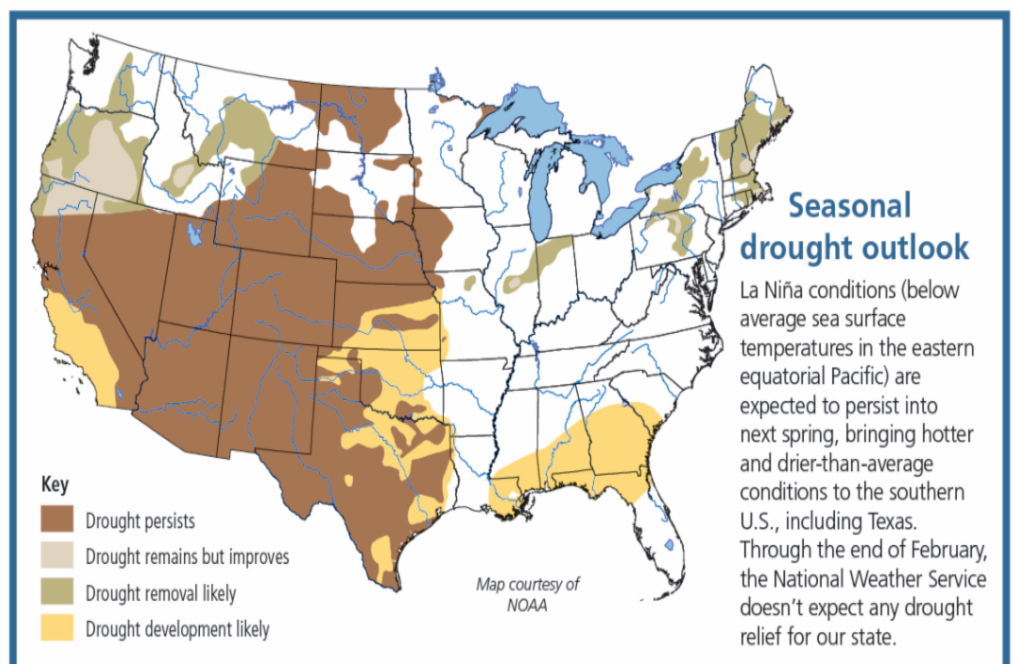 Seasonal
drought outlook
La Niña conditions (below
average sea surface
temperatures in the eastern
equatorial Pacific) are
expected to persist into
next spring, bringing hotter
and drier-than-average
conditions to the southern
U.S., including Texas.
Through the end of February,
the National Weather Service
doesn’t expect any drought
relief for our state.
Key
Drought persists
Drought remains but improves
Drought removal likely
Drought development likely
Map courtesy of
NOAA